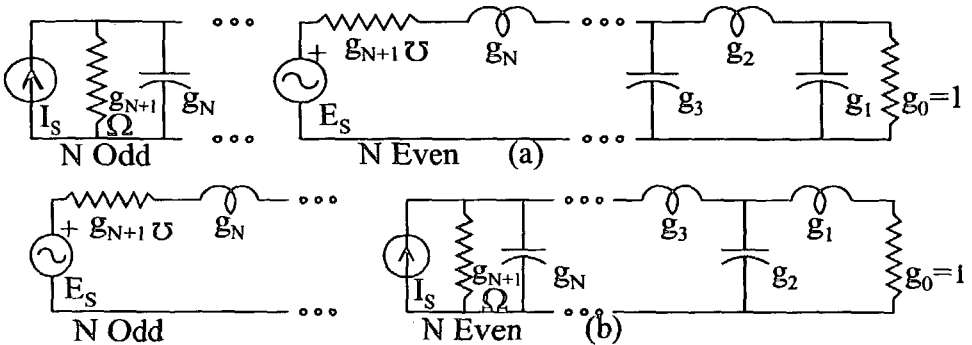 g_{N+1} ℧ g_N g_2
I_S g_{N+1} Ω g_N E_S g_3 g_1 g_0=1
N Odd N Even (a)
g_{N+1} ℧ g_N g_3 g_1
E_S I_S g_{N+1} Ω g_N g_2 g_0=1
N Odd N Even (b)